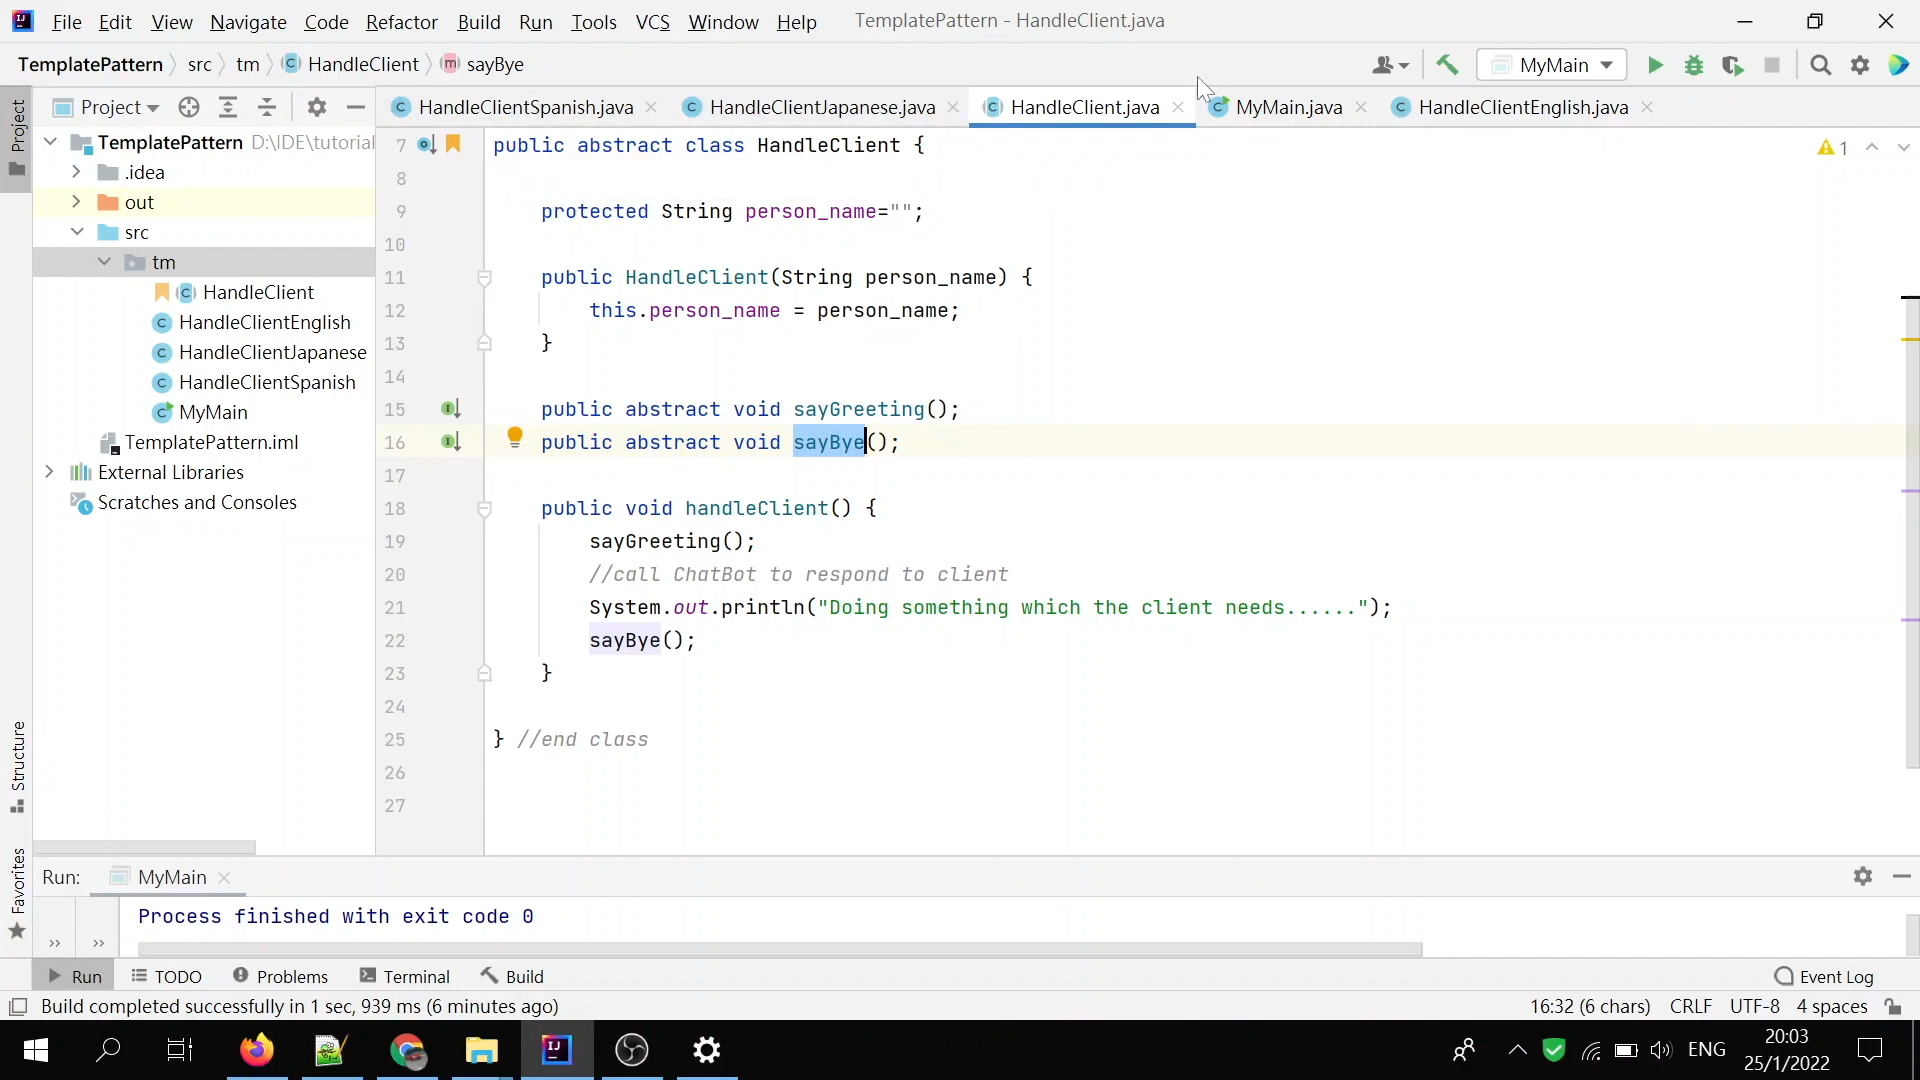 File Edit View Navigate Code Refactor Build Run Tools VCS Window Help TemplatePattern - HandleClient.java
TemplatePattern src tm HandleClient sayBye MyMain
Project HandleClientSpanish.java HandleClientJapanese.java HandleClient.java MyMain.java HandleClientEnglish.java
Project
TemplatePattern D:\IDE\tutorial
.idea
out
src
tm
HandleClient
HandleClientEnglish
HandleClientJapanese
HandleClientSpanish
MyMain
TemplatePattern.iml
External Libraries
Scratches and Consoles
Structure
Favorites
7 public abstract class HandleClient {
8
9 protected String person_name="";
10
11 public HandleClient(String person_name) {
12 this.person_name = person_name;
13 }
14
15 public abstract void sayGreeting();
16 public abstract void sayBye();
17
18 public void handleClient() {
19 sayGreeting();
20 //call ChatBot to respond to client
21 System.out.println("Doing something which the client needs......");
22 sayBye();
23 }
24
25 } //end class
26
27
1
Run: MyMain
Process finished with exit code 0
Run TODO Problems Terminal Build Event Log
Build completed successfully in 1 sec, 939 ms (6 minutes ago) 16:32 (6 chars) CRLF UTF-8 4 spaces
ENG
20:03
25/1/2022